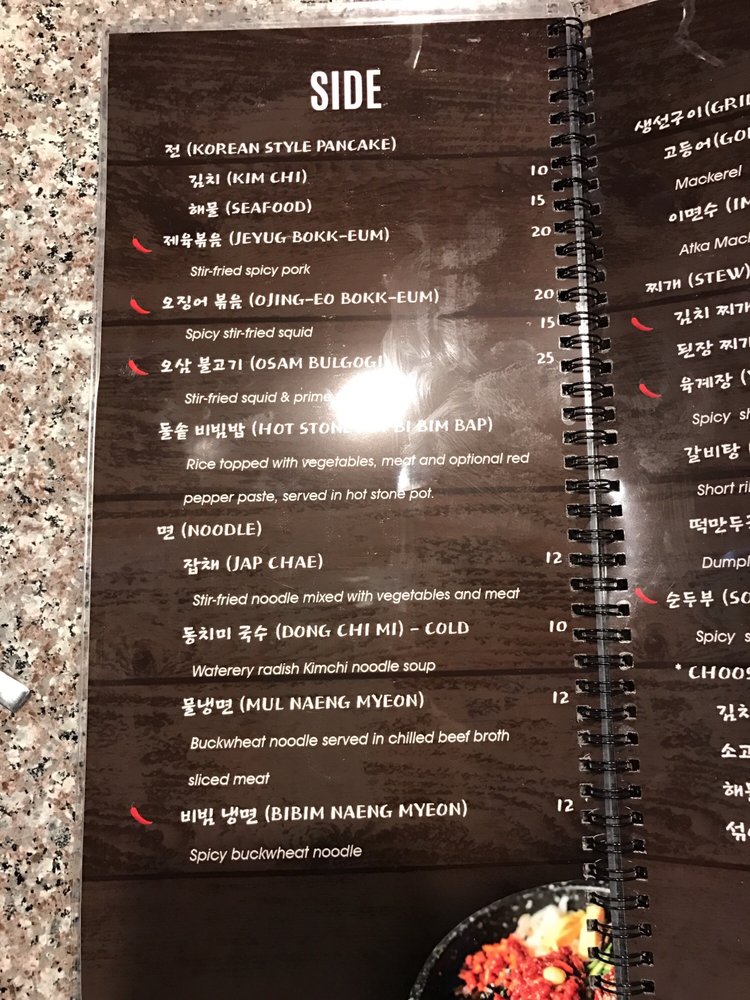 SIDE
전 (KOREAN STYLE PANCAKE)
김치 (KIM CHI) 10
해물 (SEAFOOD) 15
제육볶음 (JEYUG BOKK-EUM) 20
Stir-fried spicy pork
오징어 볶음 (OJING-EO BOKK-EUM) 20
Spicy stir-fried squid 15
오삼 불고기 (OSAM BULGOGI 25
Stir-fried squid & prime
돌솥 비빔밥 (HOT STONE BI BIM BAP)
Rice topped with vegetables, meat and optional red
pepper paste, served in hot stone pot.
면 (NOODLE)
잡채 (JAP CHAE) 12
Stir-fried noodle mixed with vegetables and meat
동치미 국수 (DONG CHI MI) - COLD 10
Waterery radish Kimchi noodle soup
물냉면 (MUL NAENG MYEON) 12
Buckwheat noodle served in chilled beef broth
sliced meat
비빔 냉면 (BIBIM NAENG MYEON) 12
Spicy buckwheat noodle
생선구이(GRI
고등어(GO
Mackerel
이면수 (IM
Atka Mac
찌개 (STEW)
김치 찌개
된장 찌개
육계장 (Y
Spicy sh
갈비탕
Short ri
떡만두
Dumpl
순두부 (SO
Spicy s
* CHOOS
김치
소고
해물
섞